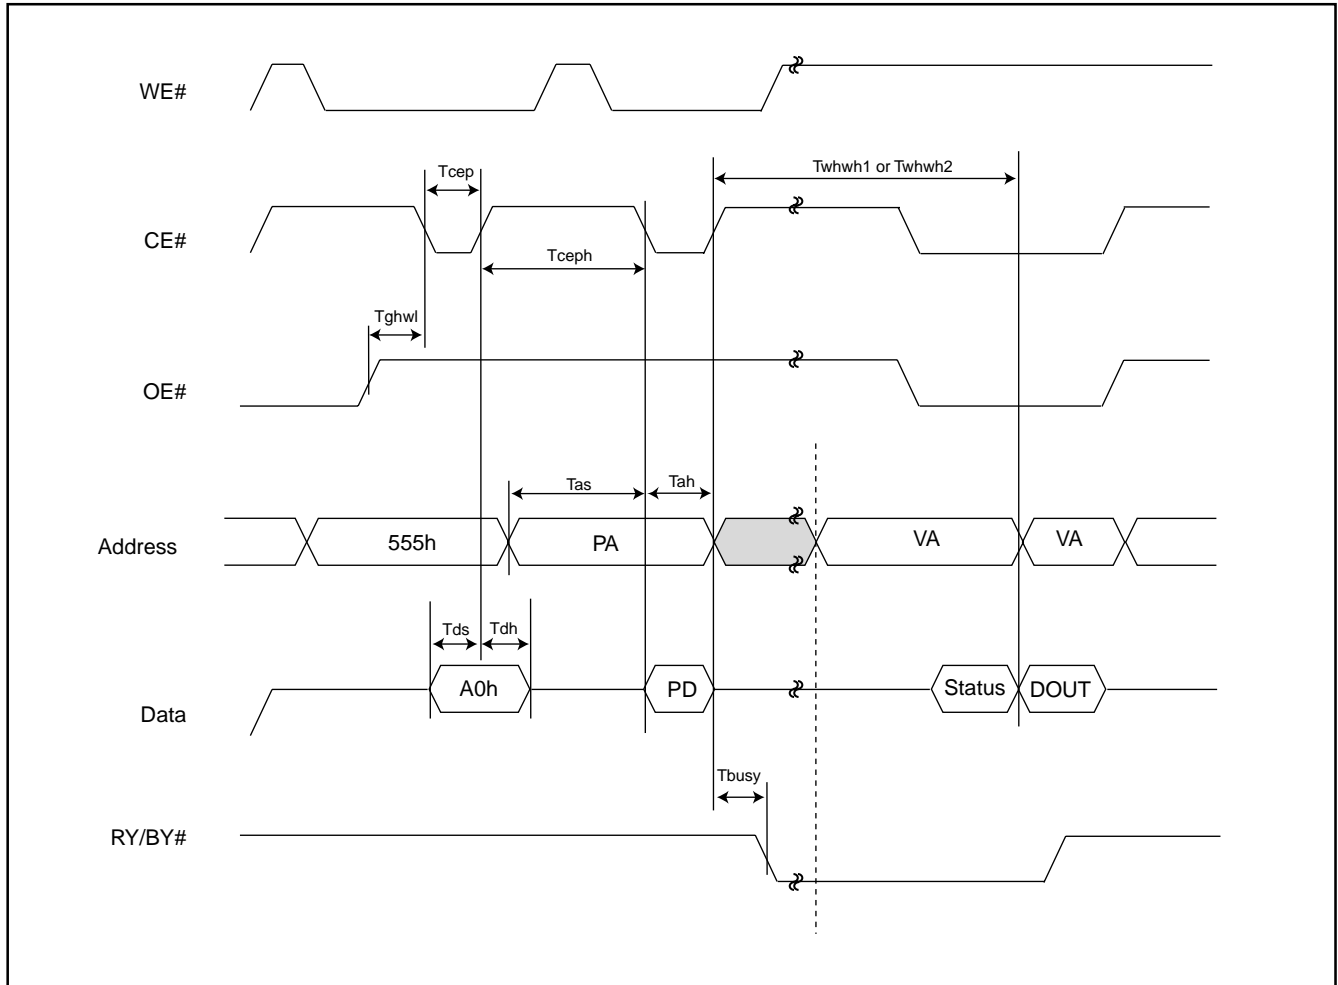 WE#
Tcep
Twhwh1 or Twhwh2
CE#
Tceph
Tghwl
OE#
Tas
Tah
Address
555h
PA
VA
VA
Tds
Tdh
Data
A0h
PD
Status
DOUT
Tbusy
RY/BY#